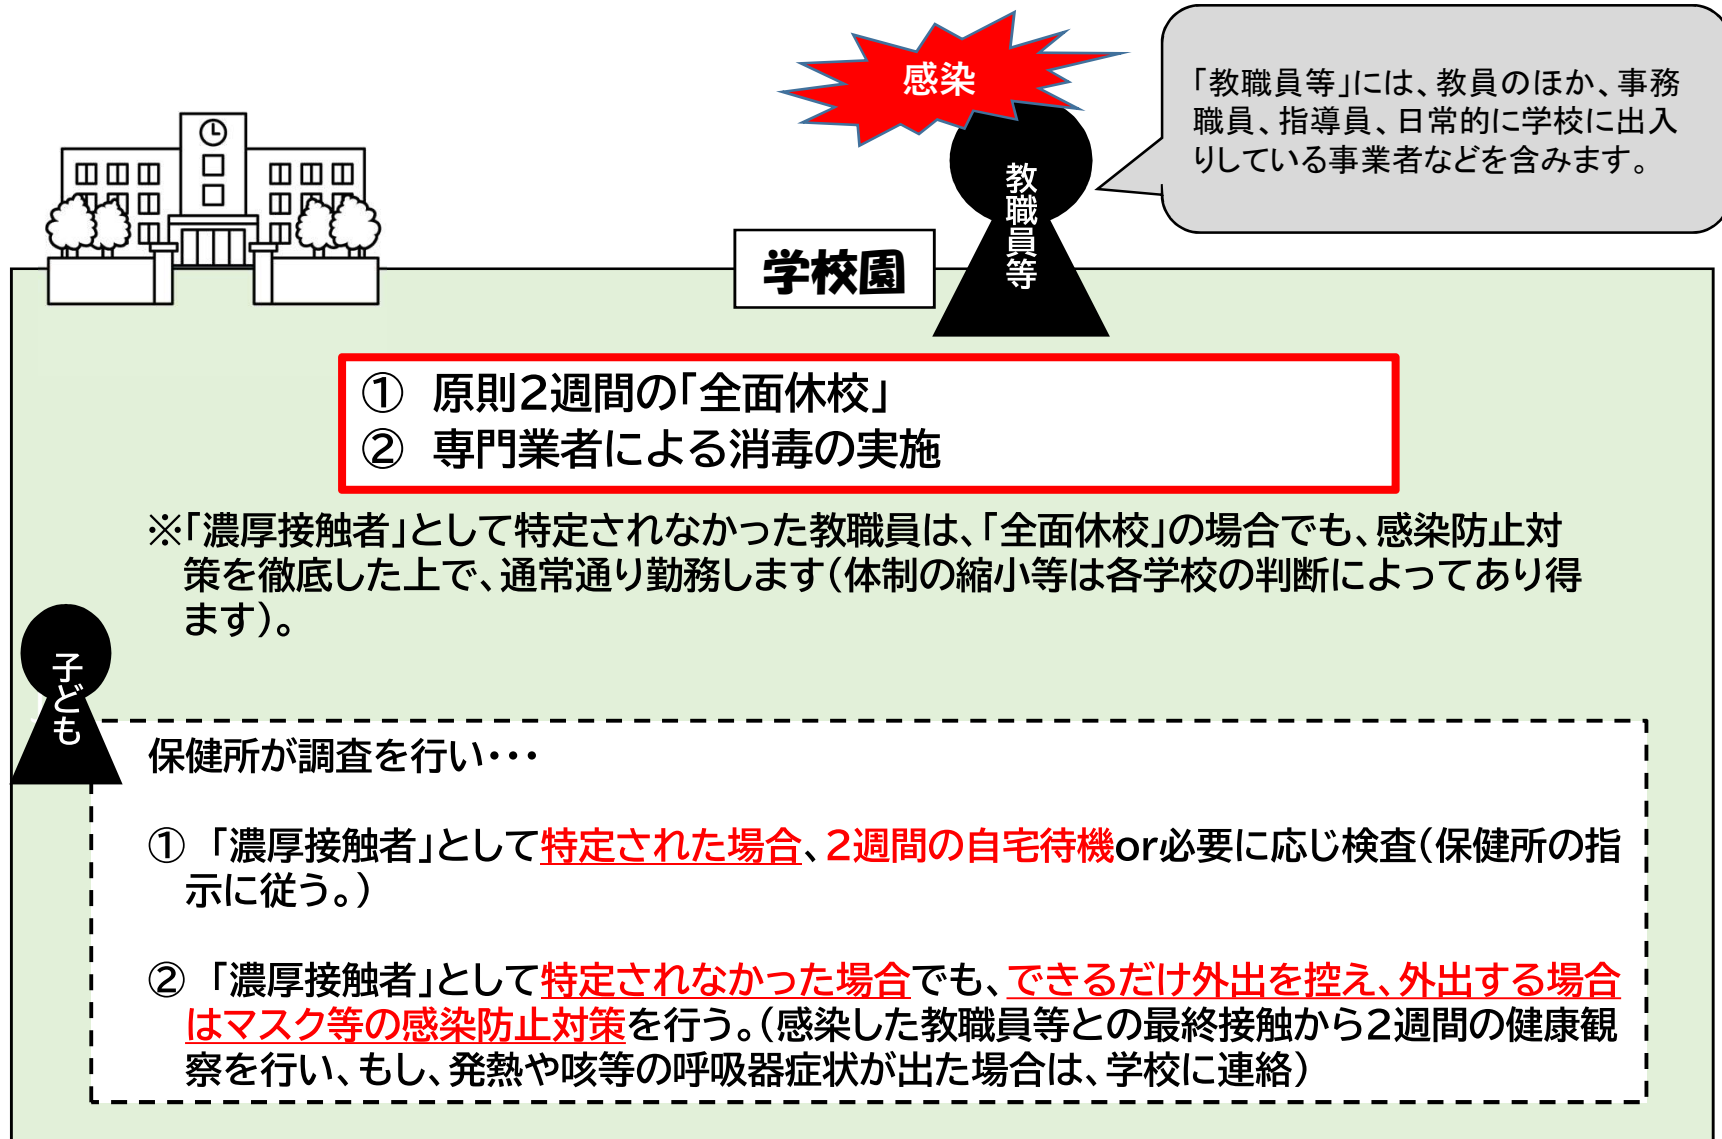 感染
「教職員等」には、教員のほか、事務
職員、指導員、日常的に学校に出入
りしている事業者などを含みます。
教職員等
学校園
① 原則2週間の「全面休校」
② 専門業者による消毒の実施
※「濃厚接触者」として特定されなかった教職員は、「全面休校」の場合でも、感染防止対
策を徹底した上で、通常通り勤務します（体制の縮小等は各学校の判断によってあり得
ます）。
子ども
保健所が調査を行い・・・
① 「濃厚接触者」として特定された場合、2週間の自宅待機or必要に応じ検査（保健所の指
示に従う。）
② 「濃厚接触者」として特定されなかった場合でも、できるだけ外出を控え、外出する場合
はマスク等の感染防止対策を行う。（感染した教職員等との最終接触から2週間の健康観
察を行い、もし、発熱や咳等の呼吸器症状が出た場合は、学校に連絡）